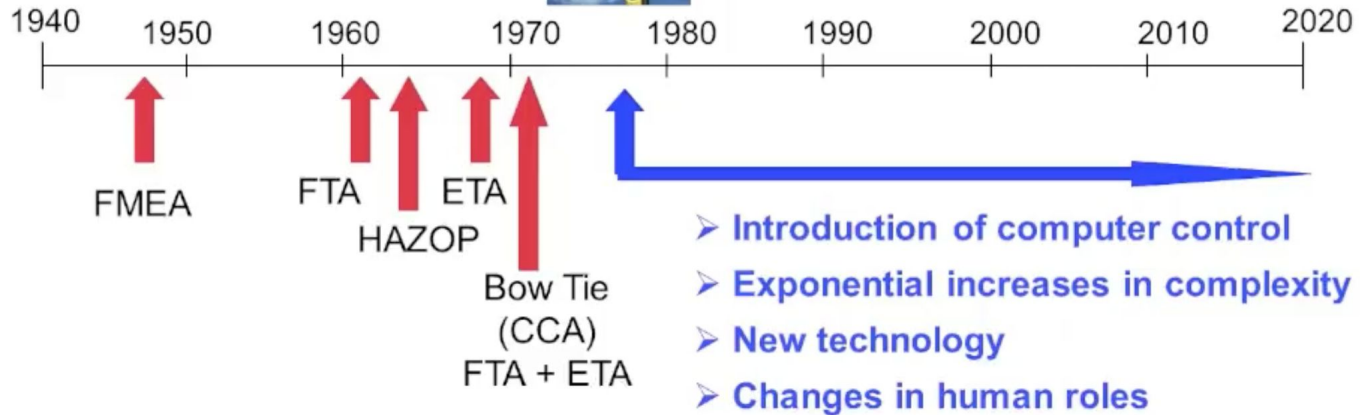 1940 1950 1960 1970 1980 1990 2000 2010 2020
FMEA
FTA
ETA
HAZOP
Bow Tie
(CCA)
FTA + ETA
➢ Introduction of computer control
➢ Exponential increases in complexity
➢ New technology
➢ Changes in human roles